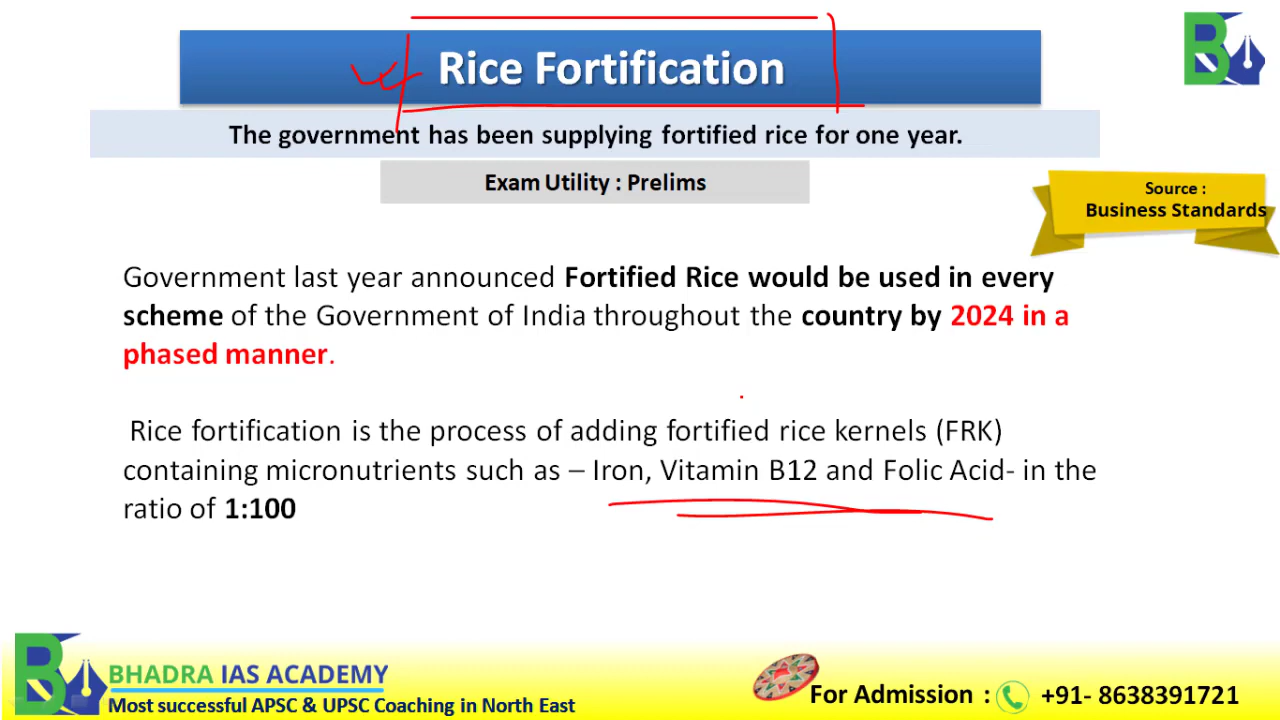 Rice Fortification
The government has been supplying fortified rice for one year.
Exam Utility : Prelims
Source :
Business Standards
Government last year announced Fortified Rice would be used in every
scheme of the Government of India throughout the country by 2024 in a
phased manner.
Rice fortification is the process of adding fortified rice kernels (FRK)
containing micronutrients such as – Iron, Vitamin B12 and Folic Acid- in the
ratio of 1:100
BHADRA IAS ACADEMY
Most successful APSC & UPSC Coaching in North East
For Admission : +91- 8638391721